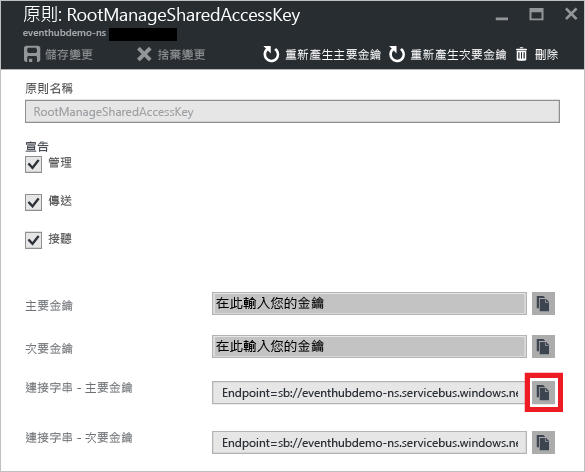 原則: RootManageSharedAccessKey
eventhubdemo-ns
儲存變更 捨棄變更 重新產生主要金鑰 重新產生次要金鑰 刪除
原則名稱
RootManageSharedAccessKey
宣告
管理
傳送
接聽
主要金鑰 在此輸入您的金鑰
次要金鑰 在此輸入您的金鑰
連接字串 - 主要金鑰 Endpoint=sb://eventhubdemo-ns.servicebus.windows.ne
連接字串 - 次要金鑰 Endpoint=sb://eventhubdemo-ns.servicebus.windows.ne